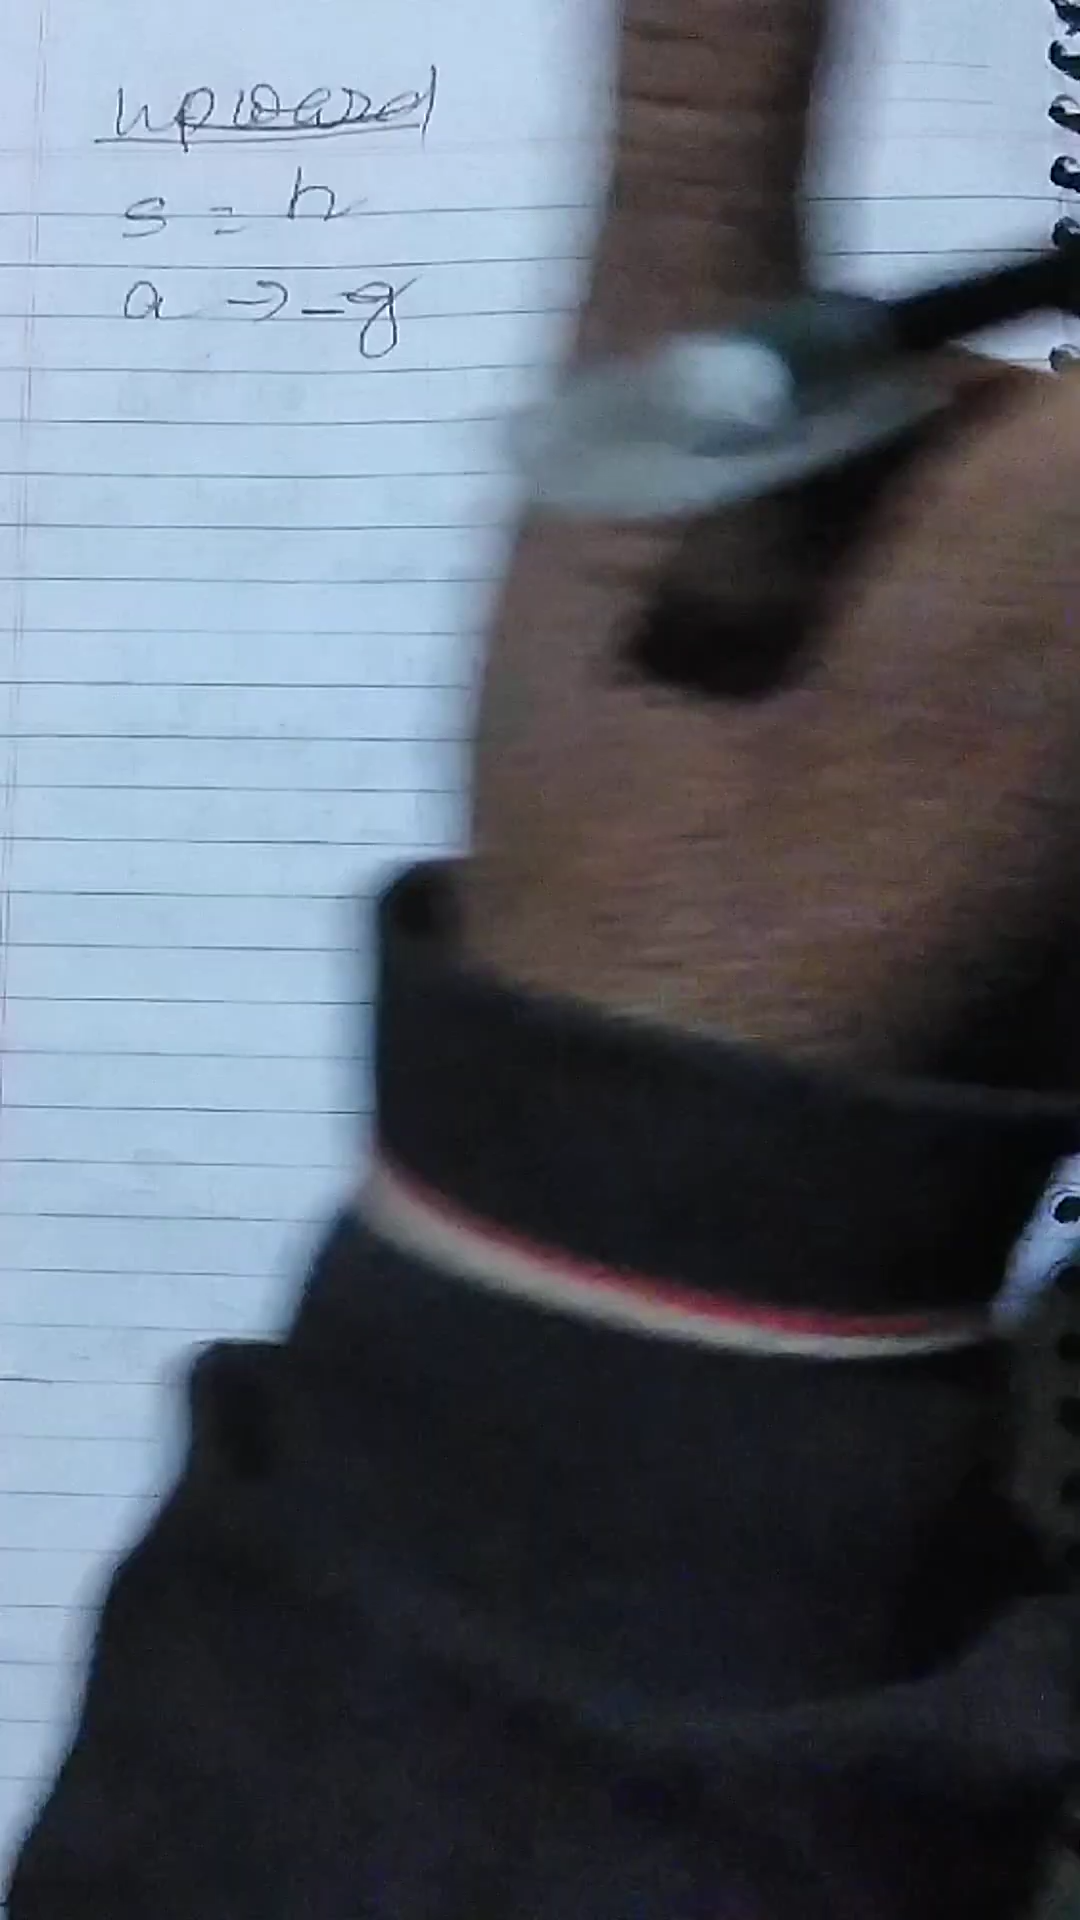 upward
s = h
a → -g